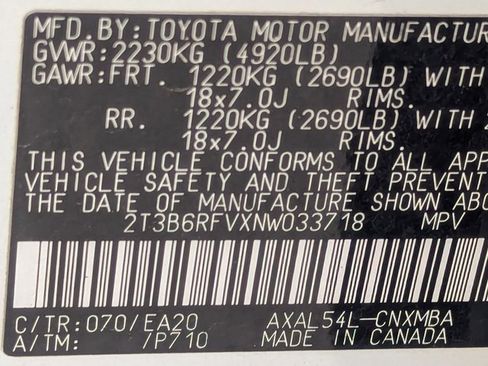 MFD.BY:TOYOTA MOTOR MANUFACTUR
GVWR:2230KG (4920LB)
GAWR:FRT. 1220KG (2690LB) WITH
18x7.0J RIMS.
RR. 1220KG (2690LB) WITH
18x7.0J RIMS.
THIS VEHICLE CONFORMS TO ALL APP
VEHICLE SAFETY AND THEFT PREVENT
THE DATE OF MANUFACTURE SHOWN ABO
2T3B6RFVXNW033718 MPV
C/TR:070/EA20 AXAL54L-CNXMBA
A/TM: /P710 MADE IN CANADA